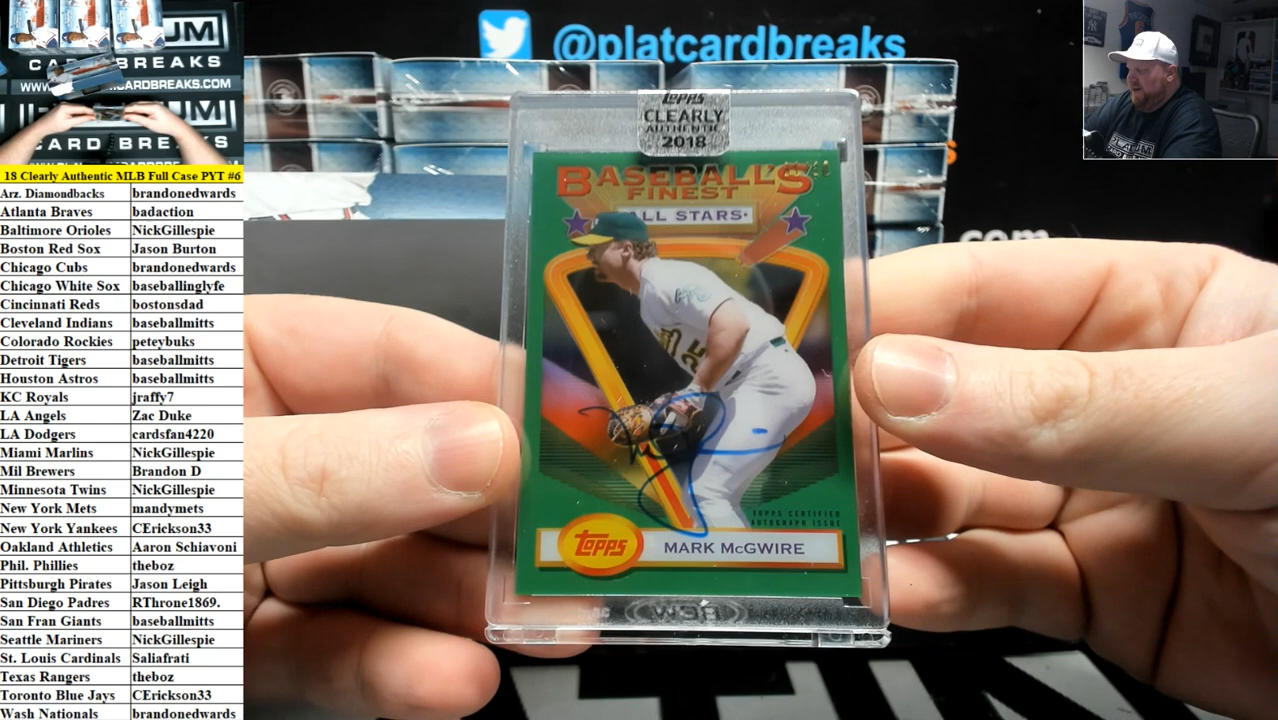 @platcardbreaks
TOPPS
CLEARLY
AUTHENTIC
2018
BASEBALL'S
FINEST
ALL STARS
25
TOPPS CERTIFIED
AUTOGRAPH ISSUE
TOPPS
MARK McGWIRE
CARD BREAKS
CARD BREAKS
18 Clearly Authentic MLB Full Case PYT #6
Arz. Diamondbacks brandonedwards
Atlanta Braves badaction
Baltimore Orioles NickGillespie
Boston Red Sox Jason Burton
Chicago Cubs brandonedwards
Chicago White Sox baseballinglyfe
Cincinnati Reds bostonsdad
Cleveland Indians baseballmitts
Colorado Rockies peteybuks
Detroit Tigers baseballmitts
Houston Astros baseballmitts
KC Royals jraffy7
LA Angels Zac Duke
LA Dodgers cardsfan4220
Miami Marlins NickGillespie
Mil Brewers Brandon D
Minnesota Twins NickGillespie
New York Mets mandymets
New York Yankees CErickson33
Oakland Athletics Aaron Schiavoni
Phil. Phillies theboz
Pittsburgh Pirates Jason Leigh
San Diego Padres RThrone1869.
San Fran Giants baseballmitts
Seattle Mariners NickGillespie
St. Louis Cardinals Saliafrati
Texas Rangers theboz
Toronto Blue Jays CErickson33
Wash Nationals brandonedwards